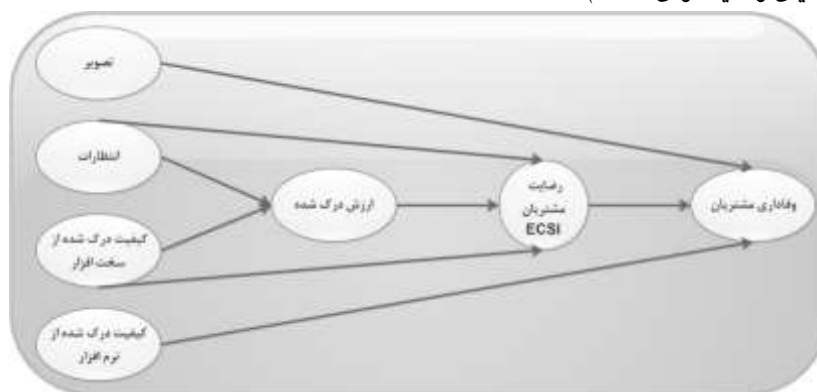 تصویر
انتظارات
ارزش درک شده
رضایت
مشتریان
ECSI
وفاداری مشتریان
کیفیت درک شده از
سخت افزار
کیفیت درک شده از
نرم افزار